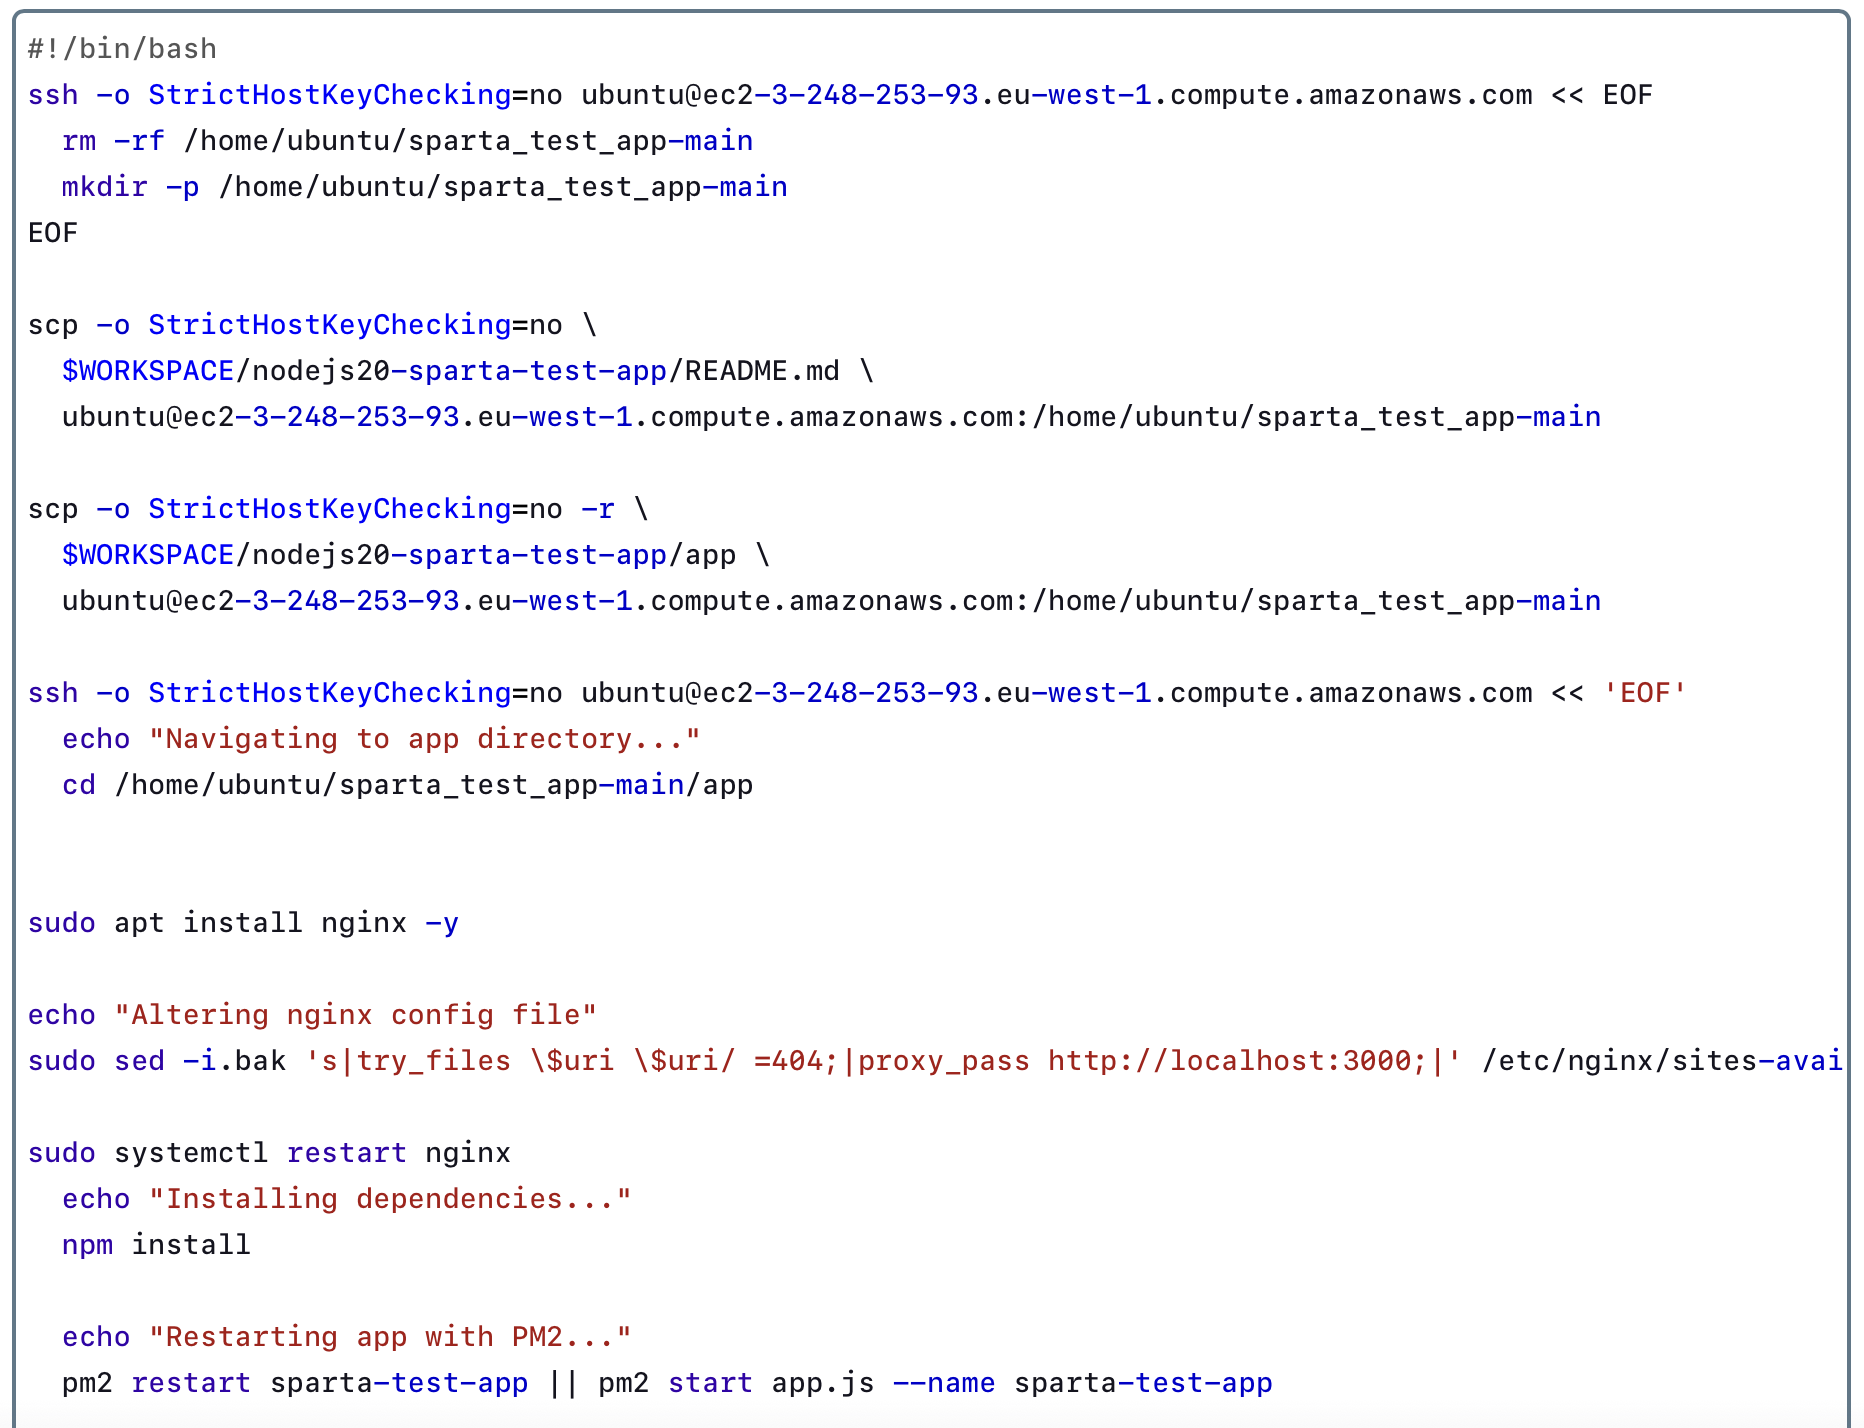 #!/bin/bash
ssh -o StrictHostKeyChecking=no ubuntu@ec2-3-248-253-93.eu-west-1.compute.amazonaws.com << EOF
  rm -rf /home/ubuntu/sparta_test_app-main
  mkdir -p /home/ubuntu/sparta_test_app-main
EOF
scp -o StrictHostKeyChecking=no \
  $WORKSPACE/nodejs20-sparta-test-app/README.md \
  ubuntu@ec2-3-248-253-93.eu-west-1.compute.amazonaws.com:/home/ubuntu/sparta_test_app-main
scp -o StrictHostKeyChecking=no -r \
  $WORKSPACE/nodejs20-sparta-test-app/app \
  ubuntu@ec2-3-248-253-93.eu-west-1.compute.amazonaws.com:/home/ubuntu/sparta_test_app-main
ssh -o StrictHostKeyChecking=no ubuntu@ec2-3-248-253-93.eu-west-1.compute.amazonaws.com << 'EOF'
  echo "Navigating to app directory..."
  cd /home/ubuntu/sparta_test_app-main/app
sudo apt install nginx -y
echo "Altering nginx config file"
sudo sed -i.bak 's|try_files \$uri \$uri/ =404;|proxy_pass http://localhost:3000;|' /etc/nginx/sites-avai
sudo systemctl restart nginx
  echo "Installing dependencies..."
  npm install
  echo "Restarting app with PM2..."
  pm2 restart sparta-test-app || pm2 start app.js --name sparta-test-app